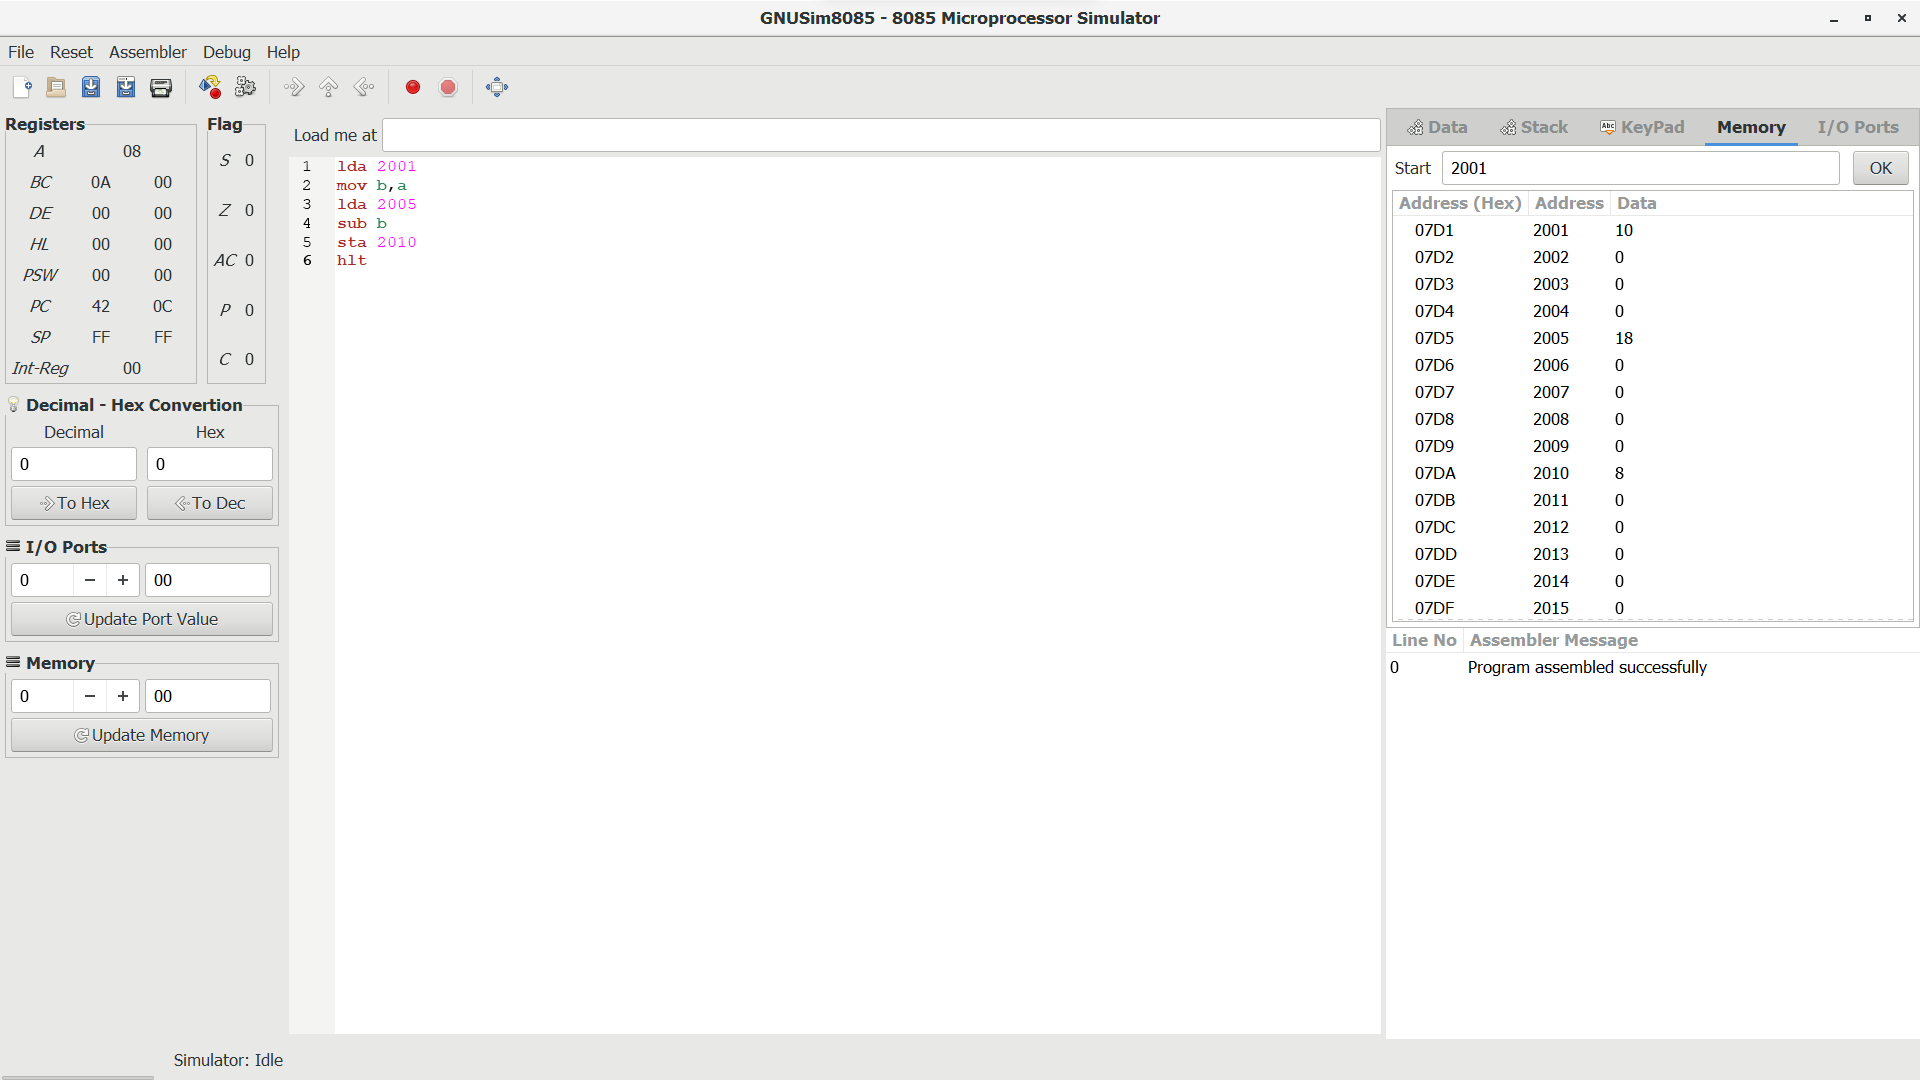 GNUSim8085 - 8085 Microprocessor Simulator
File Reset Assembler Debug Help
Registers
A 08
BC 0A 00
DE 00 00
HL 00 00
PSW 00 00
PC 42 0C
SP FF FF
Int-Reg 00
Flag
S 0
Z 0
AC 0
P 0
C 0
Decimal - Hex Convertion
Decimal Hex
0 0
To Hex To Dec
I/O Ports
0 − + 00
Update Port Value
Memory
0 − + 00
Update Memory
Load me at
1 lda 2001
2 mov b,a
3 lda 2005
4 sub b
5 sta 2010
6 hlt
Data Stack Abc KeyPad Memory I/O Ports
Start 2001 OK
Address (Hex) Address Data
07D1 2001 10
07D2 2002 0
07D3 2003 0
07D4 2004 0
07D5 2005 18
07D6 2006 0
07D7 2007 0
07D8 2008 0
07D9 2009 0
07DA 2010 8
07DB 2011 0
07DC 2012 0
07DD 2013 0
07DE 2014 0
07DF 2015 0
Line No Assembler Message
0 Program assembled successfully
Simulator: Idle